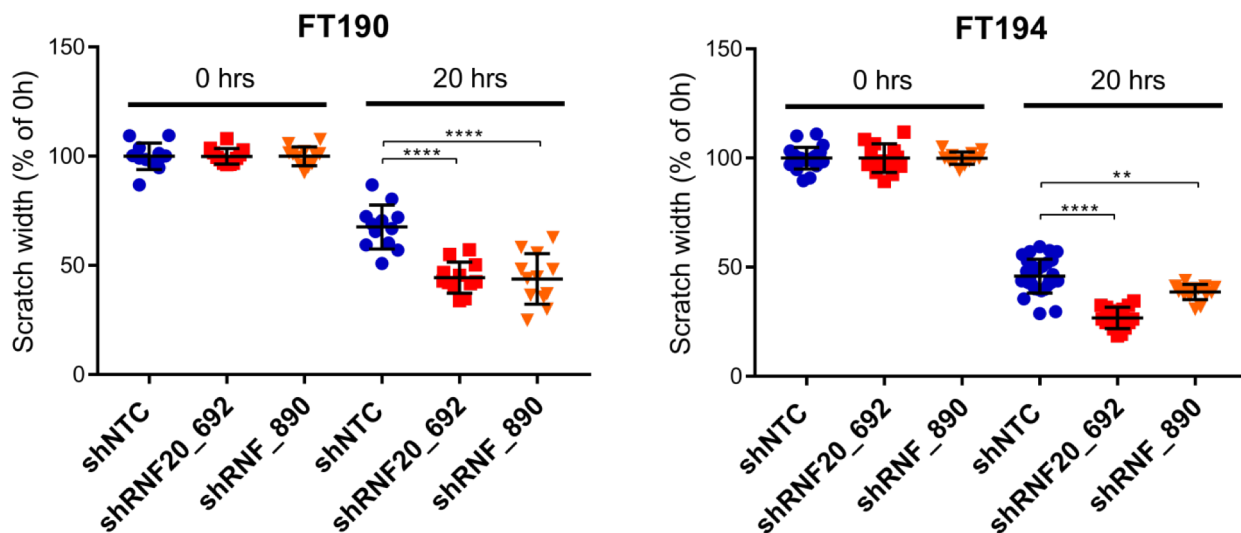 FT190
Scratch width (% of 0h)
150
100
50
0
0 hrs
20 hrs
****
****
shNTC
shRNF20_692
shRNF_890
shNTC
shRNF20_692
shRNF_890
FT194
Scratch width (% of 0h)
150
100
50
0
0 hrs
20 hrs
**
****
shNTC
shRNF20_692
shRNF_890
shNTC
shRNF20_692
shRNF_890